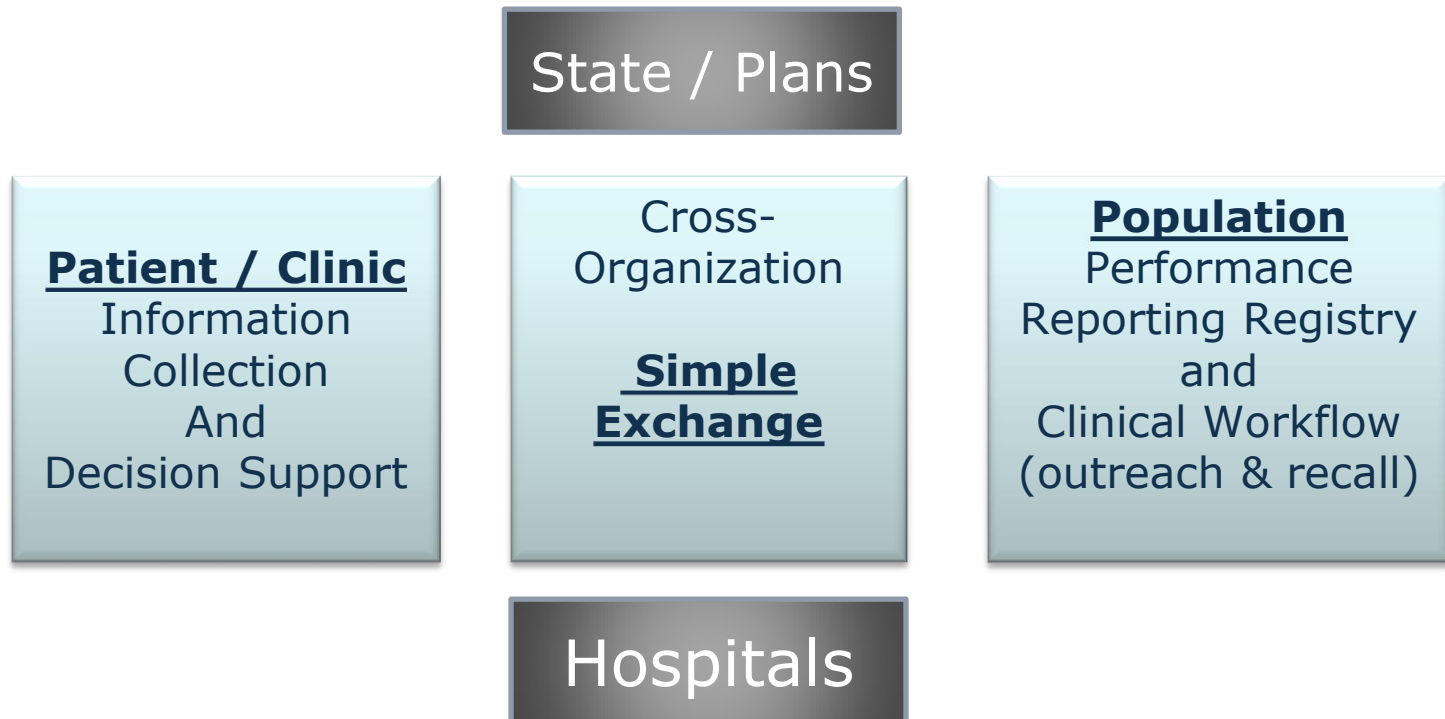 State / Plans
Patient / Clinic
Information
Collection
And
Decision Support
Cross-
Organization
Simple
Exchange
Population
Performance
Reporting Registry
and
Clinical Workflow
(outreach & recall)
Hospitals